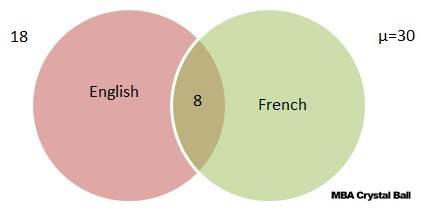 18
μ=30
English
8
French
MBA Crystal Ball